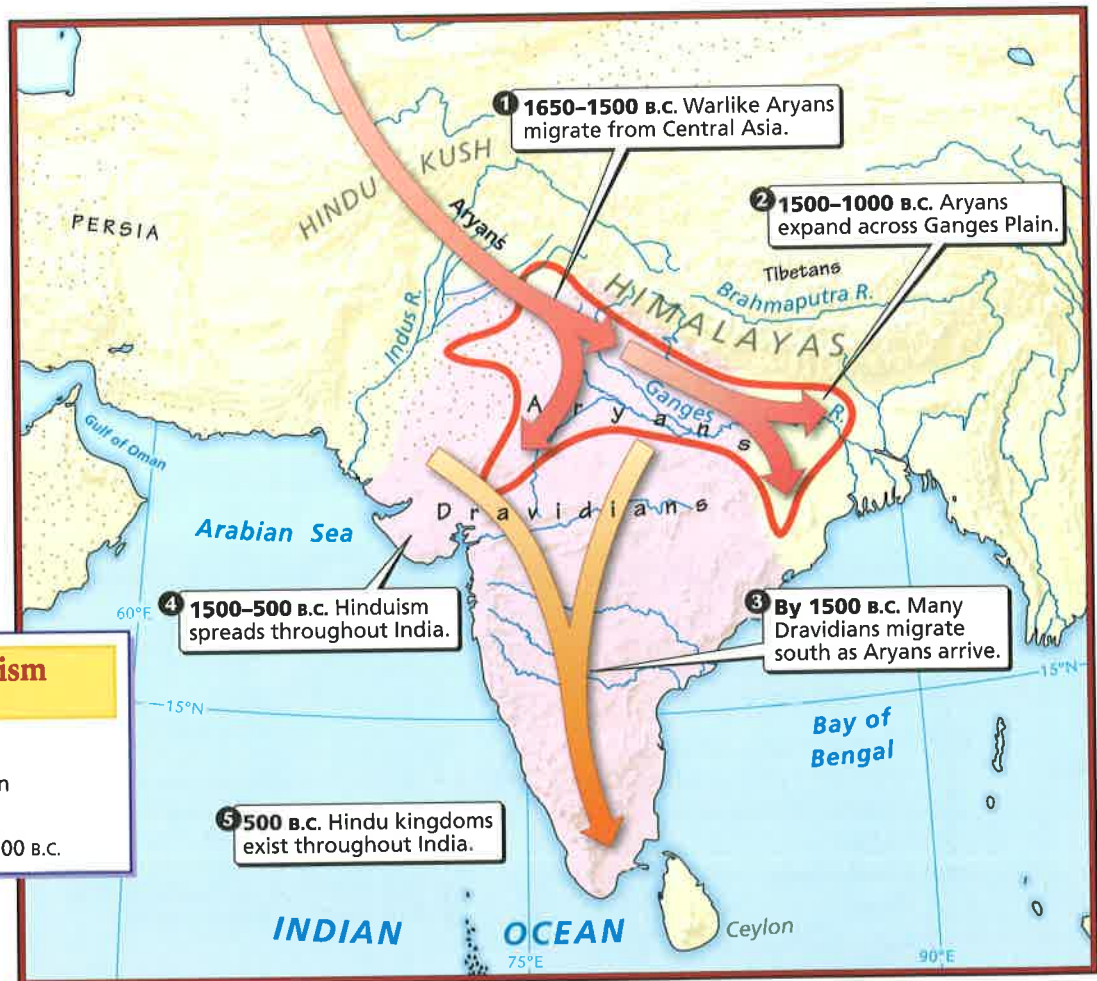 1 1650–1500 B.C. Warlike Aryans
migrate from Central Asia.
HINDU KUSH
2 1500–1000 B.C. Aryans
expand across Ganges Plain.
PERSIA
Aryans
Tibetans
Brahmaputra R.
HIMALAYAS
Indus R.
Ganges R.
Aryans
Gulf of Oman
Dravidians
Arabian Sea
4 1500–500 B.C. Hinduism
spreads throughout India.
3 By 1500 B.C. Many
Dravidians migrate
south as Aryans arrive.
60°E
ism
15°N
15°N
Bay of
Bengal
n
5 500 B.C. Hindu kingdoms
exist throughout India.
00 B.C.
INDIAN OCEAN
Ceylon
75°E
90°E